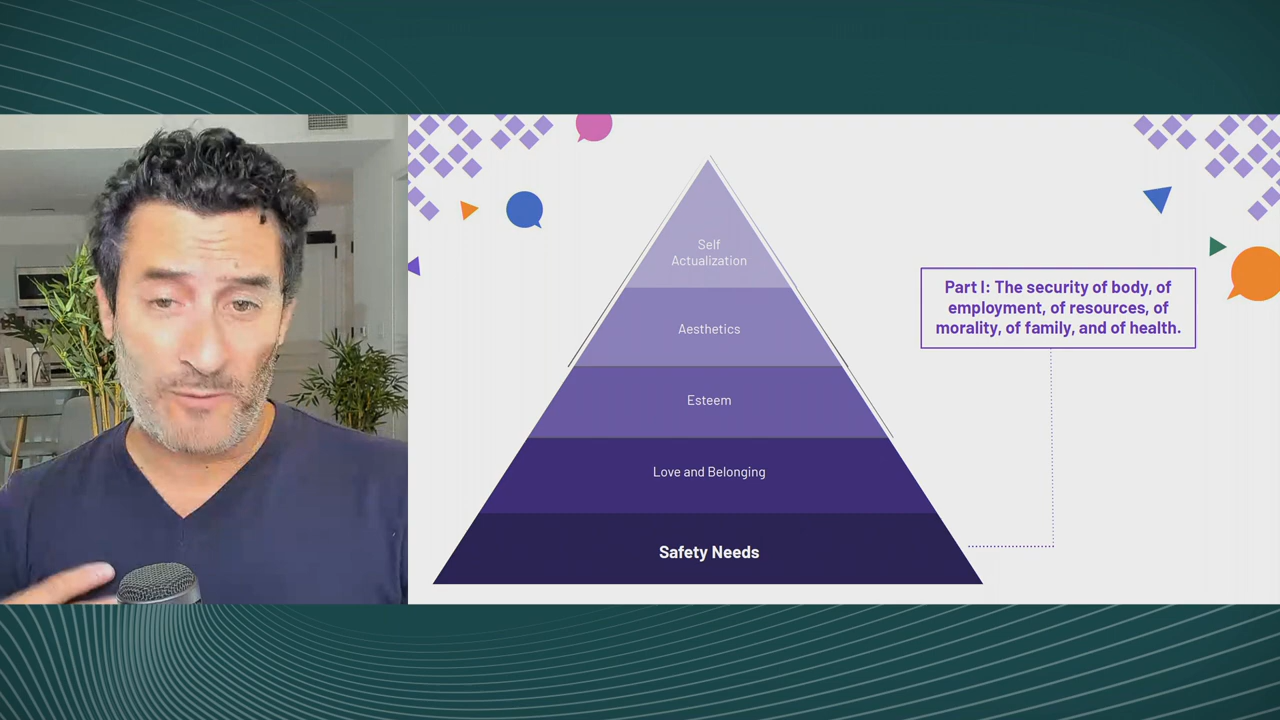 Self
Actualization
Aesthetics
Esteem
Love and Belonging
Safety Needs
Part I: The security of body, of
employment, of resources, of
morality, of family, and of health.